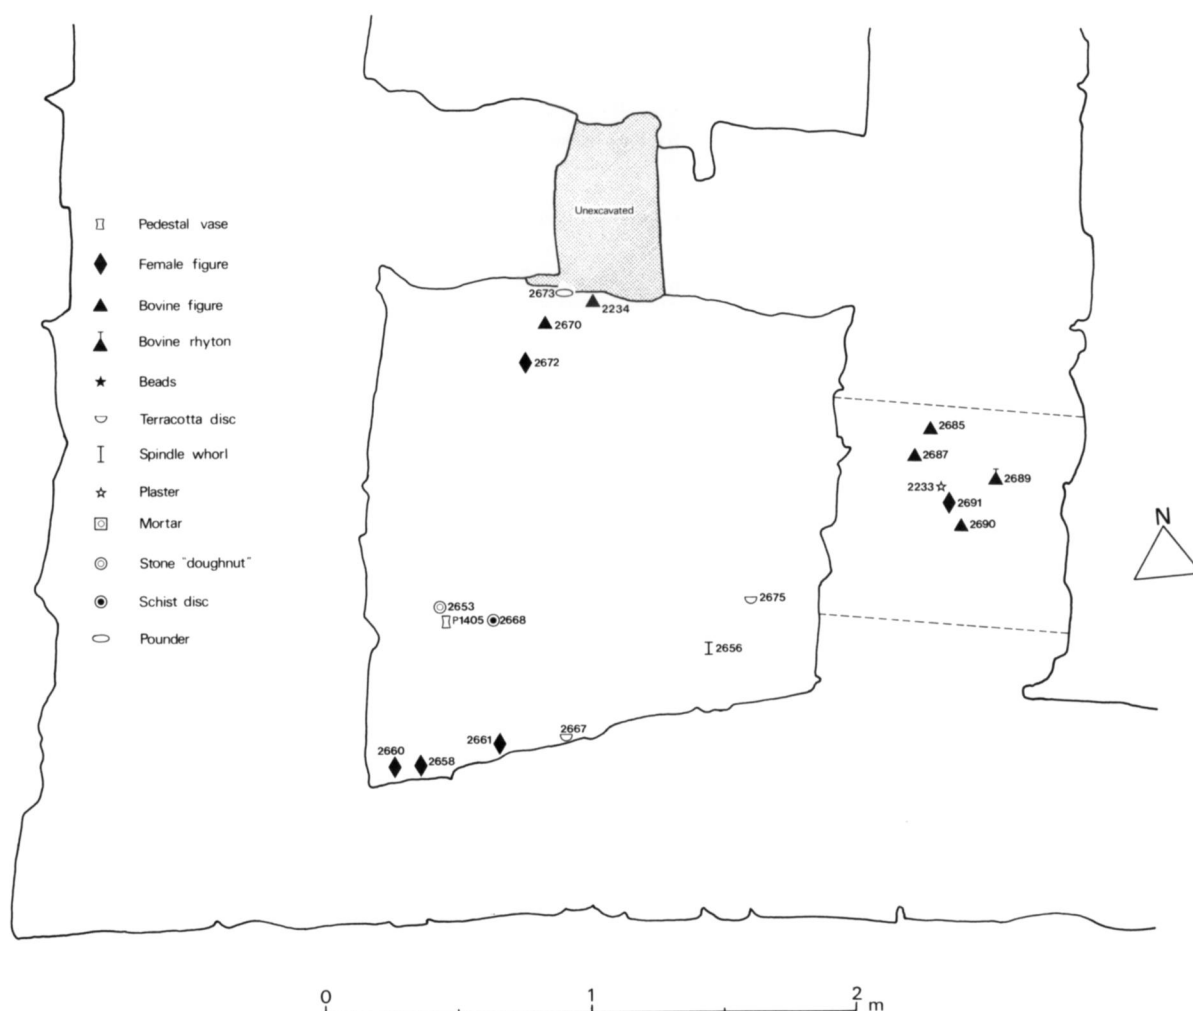 Unexcavated
Pedestal vase
Female figure
Bovine figure
Bovine rhyton
Beads
Terracotta disc
Spindle whorl
Plaster
Mortar
Stone "doughnut"
Schist disc
Pounder
2673
2234
2670
2672
2685
2687
2689
2233
2691
2690
N
2653
P1405
2668
2675
2656
2667
2661
2660
2658
0 1 2 m